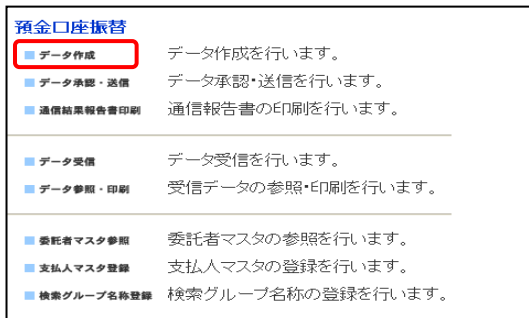 預金口座振替
データ作成 データ作成を行います。
データ承認・送信 データ承認・送信を行います。
通信結果報告書印刷 通信報告書の印刷を行います。
データ受信 データ受信を行います。
データ参照・印刷 受信データの参照・印刷を行います。
委託者マスタ参照 委託者マスタの参照を行います。
支払人マスタ登録 支払人マスタの登録を行います。
検索グループ名称登録 検索グループ名称の登録を行います。